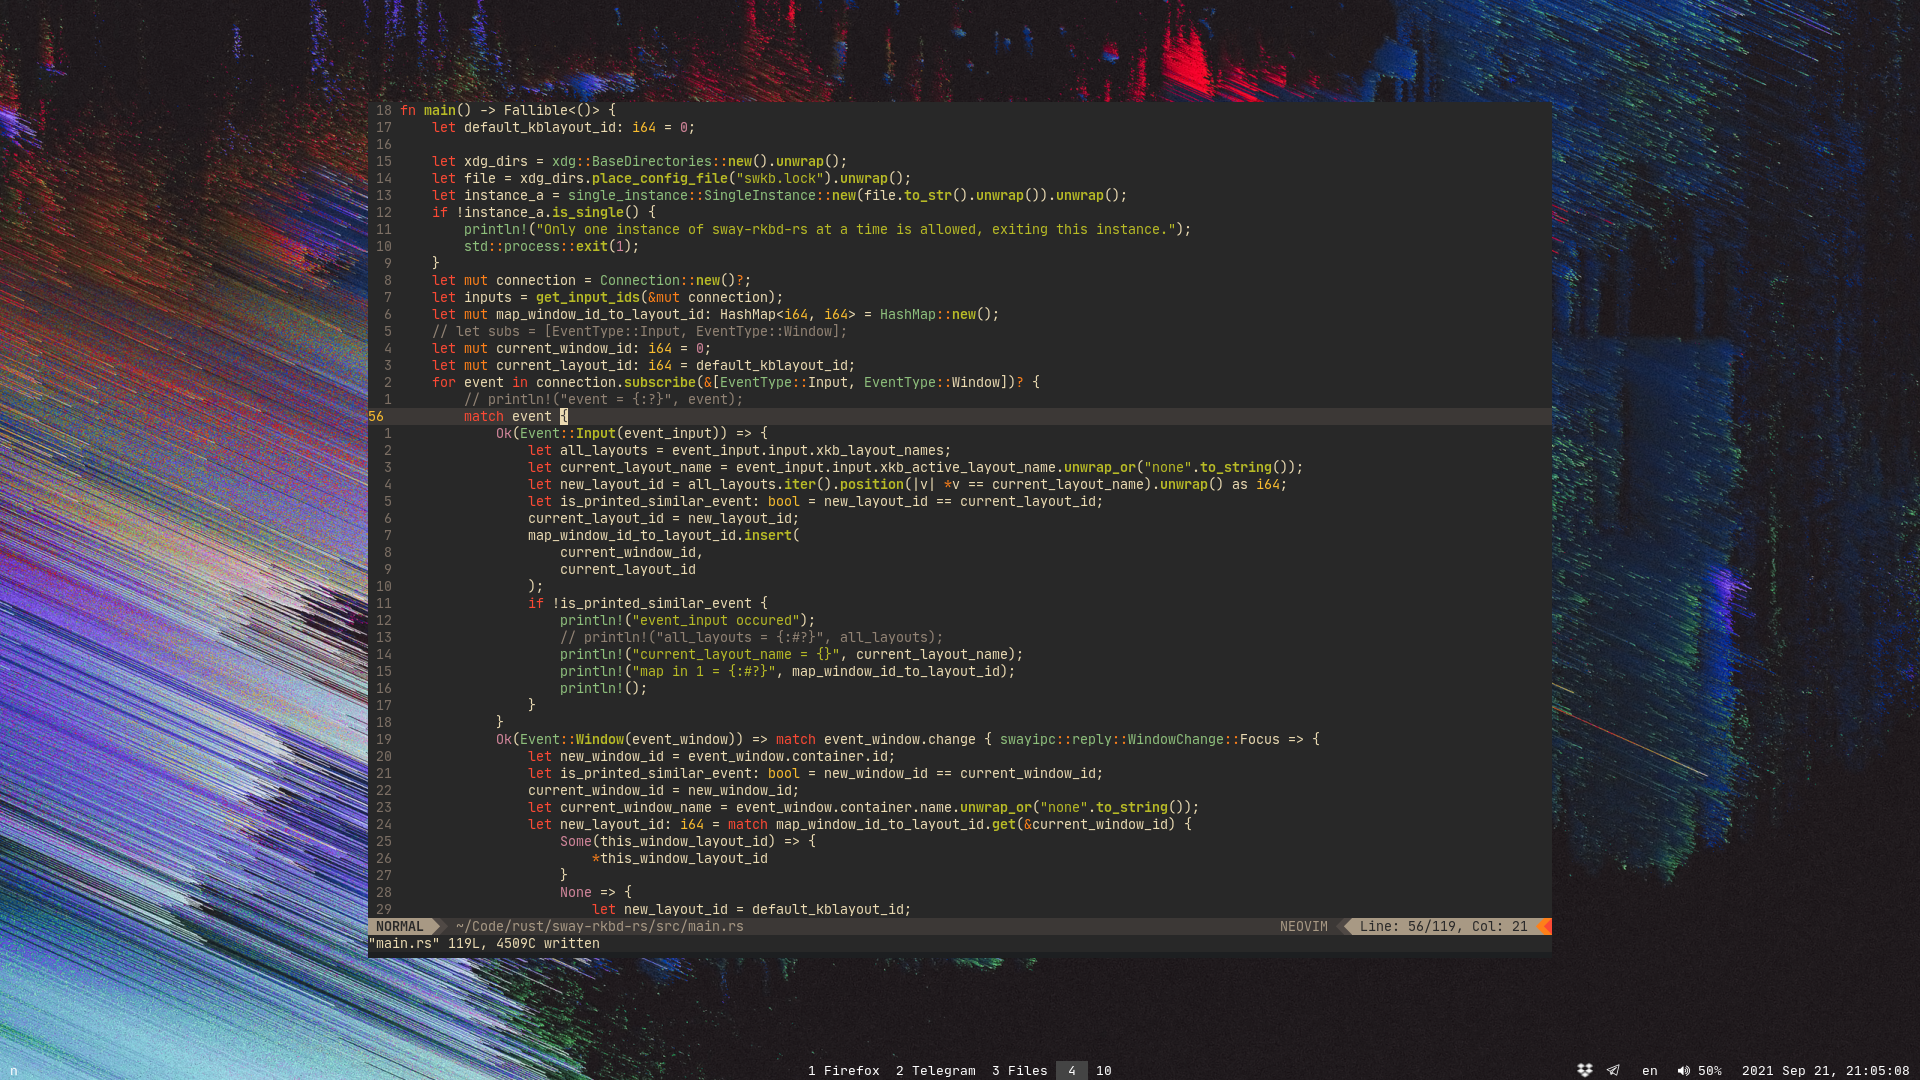 18 fn main() -> Fallible<()> {
17     let default_kblayout_id: i64 = 0;
16
15     let xdg_dirs = xdg::BaseDirectories::new().unwrap();
14     let file = xdg_dirs.place_config_file("swkb.lock").unwrap();
13     let instance_a = single_instance::SingleInstance::new(file.to_str().unwrap()).unwrap();
12     if !instance_a.is_single() {
11         println!("Only one instance of sway-rkbd-rs at a time is allowed, exiting this instance.");
10         std::process::exit(1);
9     }
8     let mut connection = Connection::new()?;
7     let inputs = get_input_ids(&mut connection);
6     let mut map_window_id_to_layout_id: HashMap<i64, i64> = HashMap::new();
5     // let subs = [EventType::Input, EventType::Window];
4     let mut current_window_id: i64 = 0;
3     let mut current_layout_id: i64 = default_kblayout_id;
2     for event in connection.subscribe(&[EventType::Input, EventType::Window])? {
1         // println!("event = {:?}", event);
56         match event {
1             Ok(Event::Input(event_input)) => {
2                 let all_layouts = event_input.input.xkb_layout_names;
3                 let current_layout_name = event_input.input.xkb_active_layout_name.unwrap_or("none".to_string());
4                 let new_layout_id = all_layouts.iter().position(|v| *v == current_layout_name).unwrap() as i64;
5                 let is_printed_similar_event: bool = new_layout_id == current_layout_id;
6                 current_layout_id = new_layout_id;
7                 map_window_id_to_layout_id.insert(
8                     current_window_id,
9                     current_layout_id
10                 );
11                 if !is_printed_similar_event {
12                     println!("event_input occured");
13                     // println!("all_layouts = {:#?}", all_layouts);
14                     println!("current_layout_name = {}", current_layout_name);
15                     println!("map in 1 = {:#?}", map_window_id_to_layout_id);
16                     println!();
17                 }
18             }
19             Ok(Event::Window(event_window)) => match event_window.change { swayipc::reply::WindowChange::Focus => {
20                 let new_window_id = event_window.container.id;
21                 let is_printed_similar_event: bool = new_window_id == current_window_id;
22                 current_window_id = new_window_id;
23                 let current_window_name = event_window.container.name.unwrap_or("none".to_string());
24                 let new_layout_id: i64 = match map_window_id_to_layout_id.get(&current_window_id) {
25                     Some(this_window_layout_id) => {
26                         *this_window_layout_id
27                     }
28                     None => {
29                         let new_layout_id = default_kblayout_id;
NORMAL ~/Code/rust/sway-rkbd-rs/src/main.rs NEOVIM Line: 56/119, Col: 21
"main.rs" 119L, 4509C written
n 1 Firefox 2 Telegram 3 Files 4 10 en 50% 2021 Sep 21, 21:05:08